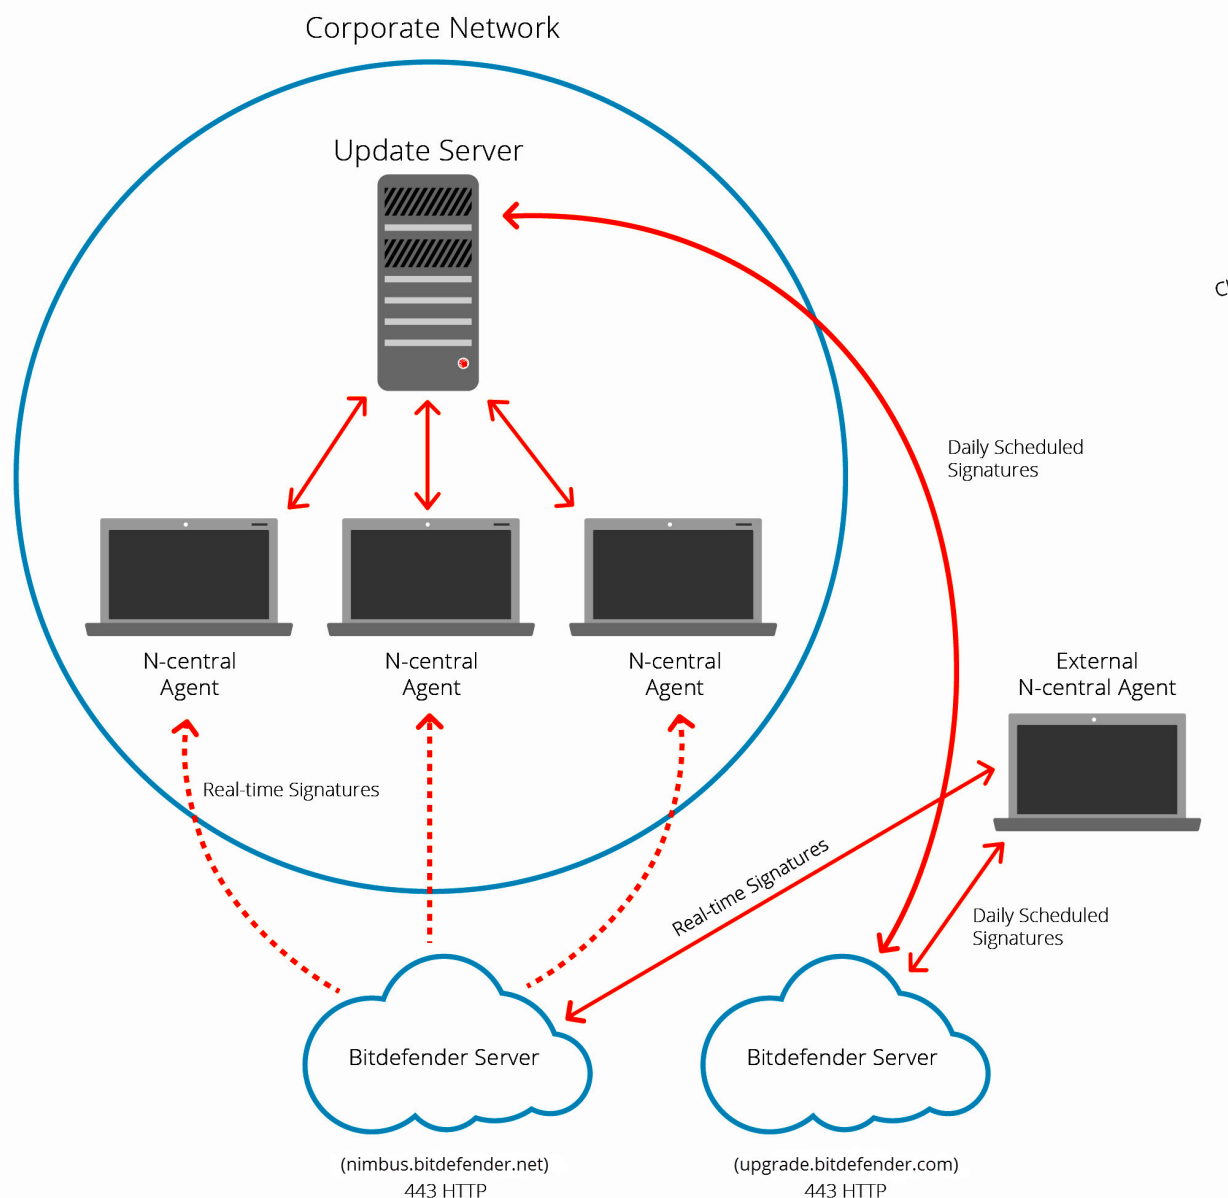 Corporate Network
Update Server
Daily Scheduled
Signatures
N-central
Agent
N-central
Agent
N-central
Agent
External
N-central Agent
Real-time Signatures
Real-time Signatures
Daily Scheduled
Signatures
Bitdefender Server
Bitdefender Server
(nimbus.bitdefender.net)
443 HTTP
(upgrade.bitdefender.com)
443 HTTP